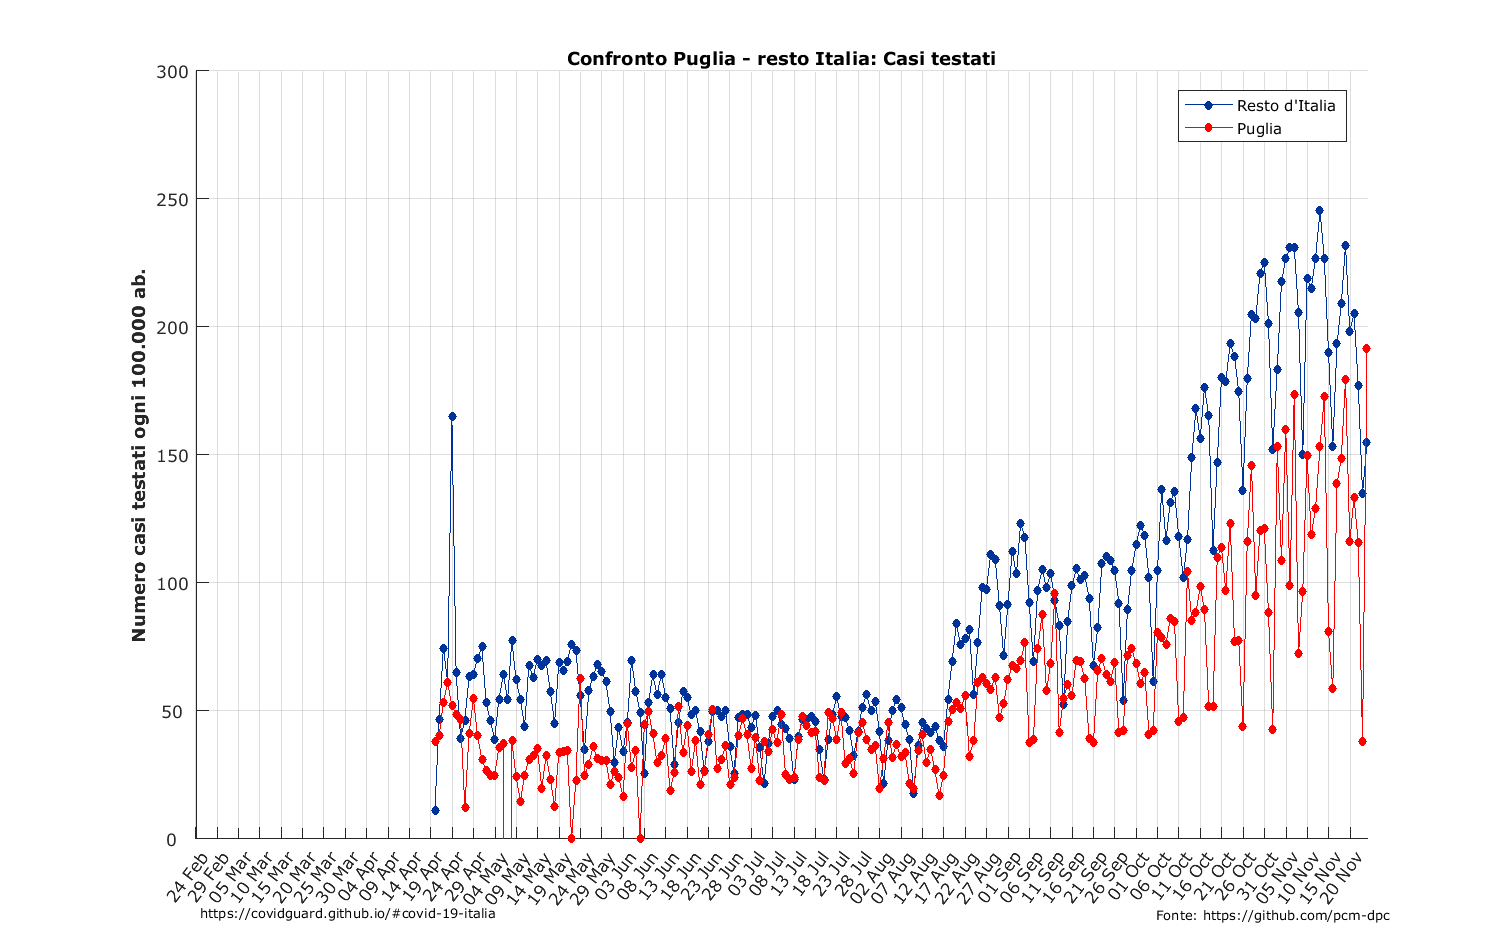 Confronto Puglia - resto Italia: Casi testati
Resto d'Italia
Puglia
Numero casi testati ogni 100.000 ab.
300
250
200
150
100
50
0
24 Feb
29 Feb
05 Mar
10 Mar
15 Mar
20 Mar
25 Mar
30 Mar
04 Apr
09 Apr
14 Apr
19 Apr
24 Apr
29 Apr
04 May
09 May
14 May
19 May
24 May
29 May
03 Jun
08 Jun
13 Jun
18 Jun
23 Jun
28 Jun
03 Jul
08 Jul
13 Jul
18 Jul
23 Jul
28 Jul
02 Aug
07 Aug
12 Aug
17 Aug
22 Aug
27 Aug
01 Sep
06 Sep
11 Sep
16 Sep
21 Sep
26 Sep
01 Oct
06 Oct
11 Oct
16 Oct
21 Oct
26 Oct
31 Oct
05 Nov
10 Nov
15 Nov
20 Nov
https://covidguard.github.io/#covid-19-italia
Fonte: https://github.com/pcm-dpc